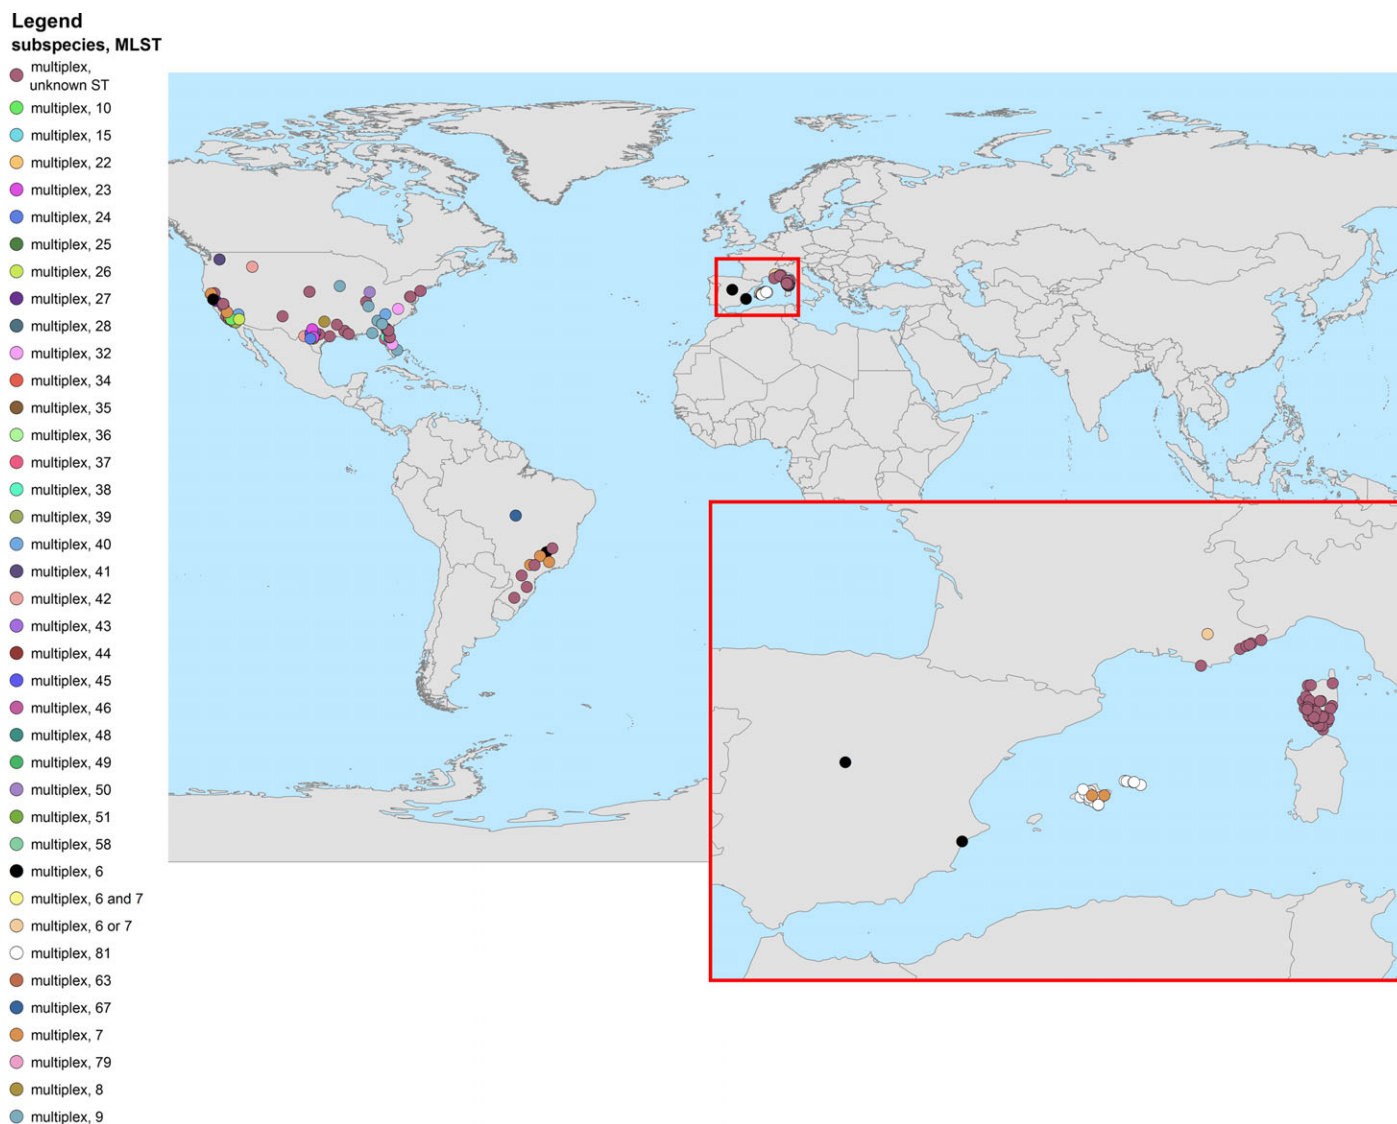 Legend
subspecies, MLST
multiplex,
unknown ST
multiplex, 10
multiplex, 15
multiplex, 22
multiplex, 23
multiplex, 24
multiplex, 25
multiplex, 26
multiplex, 27
multiplex, 28
multiplex, 32
multiplex, 34
multiplex, 35
multiplex, 36
multiplex, 37
multiplex, 38
multiplex, 39
multiplex, 40
multiplex, 41
multiplex, 42
multiplex, 43
multiplex, 44
multiplex, 45
multiplex, 46
multiplex, 48
multiplex, 49
multiplex, 50
multiplex, 51
multiplex, 58
multiplex, 6
multiplex, 6 and 7
multiplex, 6 or 7
multiplex, 81
multiplex, 63
multiplex, 67
multiplex, 7
multiplex, 79
multiplex, 8
multiplex, 9